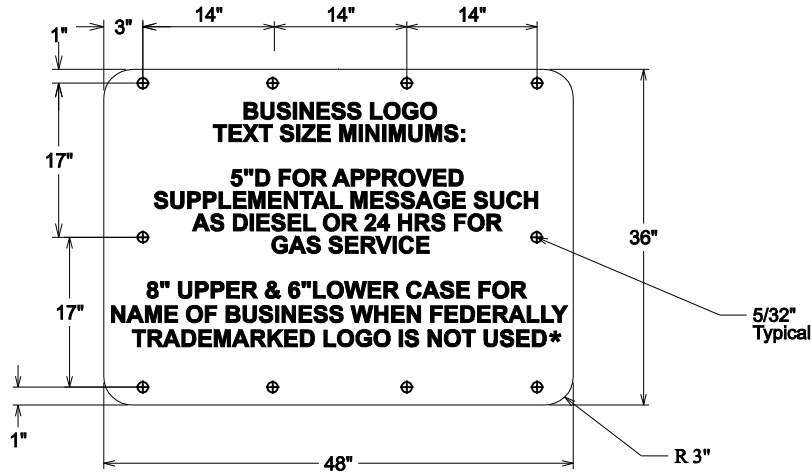 3" 14" 14" 14"
1"
BUSINESS LOGO
TEXT SIZE MINIMUMS:
17"
5"D FOR APPROVED
SUPPLEMENTAL MESSAGE SUCH
AS DIESEL OR 24 HRS FOR
GAS SERVICE
36"
8" UPPER & 6"LOWER CASE FOR
17"
NAME OF BUSINESS WHEN FEDERALLY
TRADEMARKED LOGO IS NOT USED*
5/32"
Typical
1"
48"
R 3"